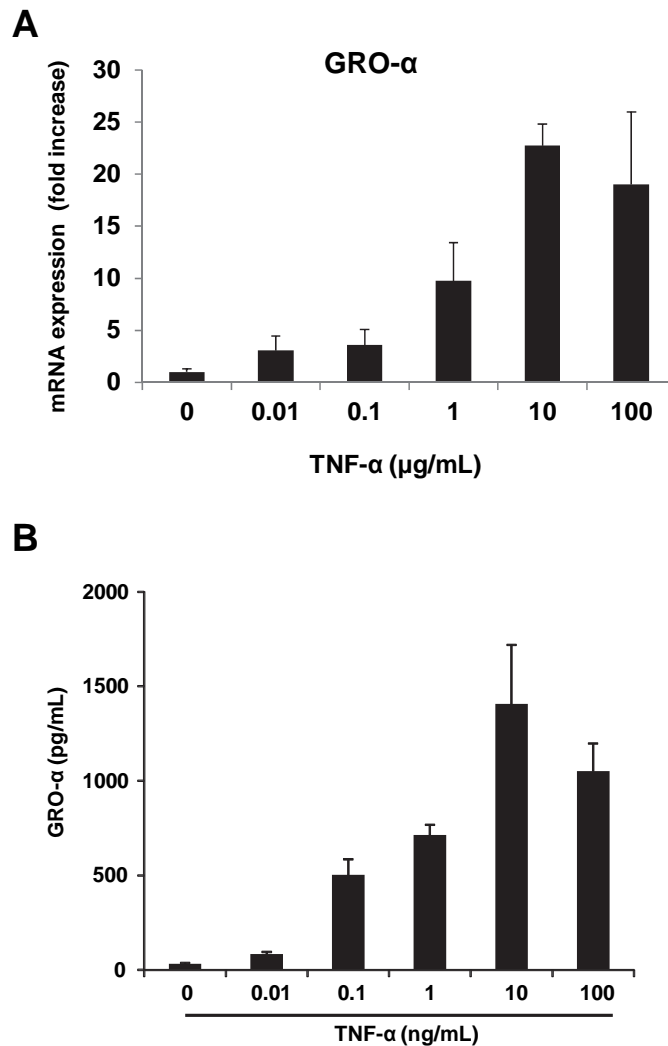 A
GRO-α
mRNA expression (fold increase)
30
25
20
15
10
5
0
0 0.01 0.1 1 10 100
TNF-α (µg/mL)
B
GRO-α (pg/mL)
2000
1500
1000
500
0
0 0.01 0.1 1 10 100
TNF-α (ng/mL)